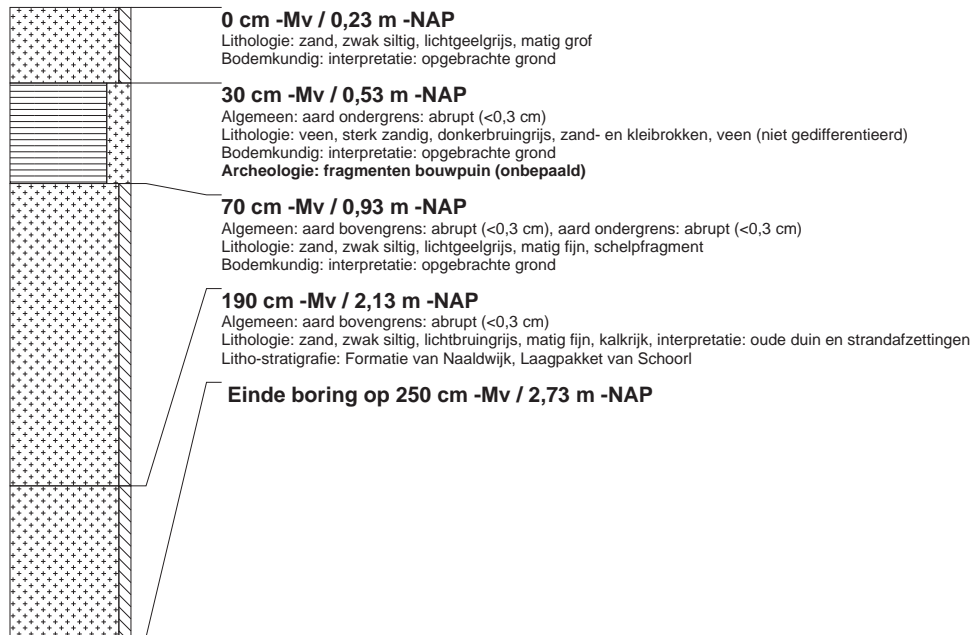 0 cm -Mv / 0,23 m -NAP
Lithologie: zand, zwak siltig, lichtgeelgrijs, matig grof
Bodemkundig: interpretatie: opgebrachte grond
30 cm -Mv / 0,53 m -NAP
Algemeen: aard ondergrens: abrupt (<0,3 cm)
Lithologie: veen, sterk zandig, donkerbruingrijs, zand- en kleibrokken, veen (niet gedifferentieerd)
Bodemkundig: interpretatie: opgebrachte grond
Archeologie: fragmenten bouwpuin (onbepaald)
70 cm -Mv / 0,93 m -NAP
Algemeen: aard bovengrens: abrupt (<0,3 cm), aard ondergrens: abrupt (<0,3 cm)
Lithologie: zand, zwak siltig, lichtgeelgrijs, matig fijn, schelpfragment
Bodemkundig: interpretatie: opgebrachte grond
190 cm -Mv / 2,13 m -NAP
Algemeen: aard bovengrens: abrupt (<0,3 cm)
Lithologie: zand, zwak siltig, lichtbruingrijs, matig fijn, kalkrijk, interpretatie: oude duin en strandafzettingen
Litho-stratigrafie: Formatie van Naaldwijk, Laagpakket van Schoorl
Einde boring op 250 cm -Mv / 2,73 m -NAP